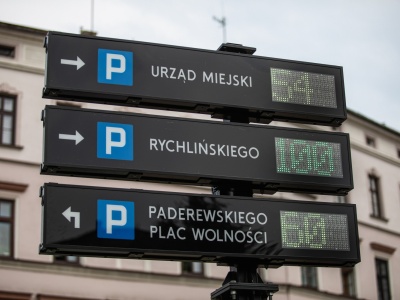 → P URZĄD MIEJSKI 54
→ P RYCHLIŃSKIEGO 100
↰ P PADEREWSKIEGO
PLAC WOLNOŚCI 60